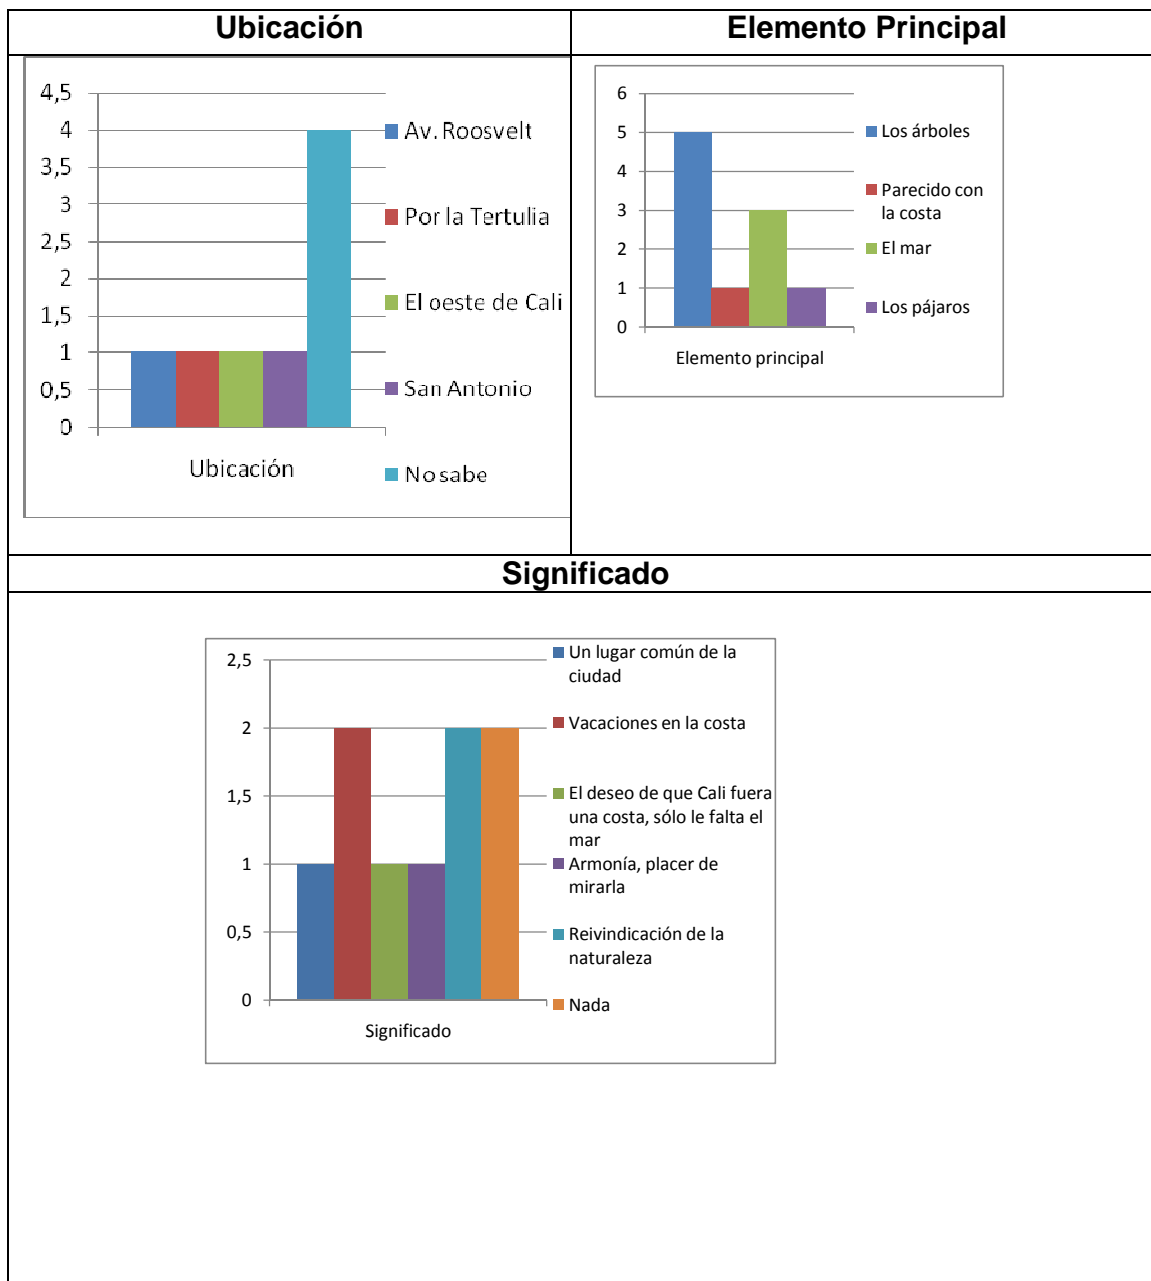 Ubicación
Elemento Principal
4,5
4
3,5
3
2,5
2
1,5
1
0,5
0
Av. Roosvelt
Por la Tertulia
El oeste de Cali
San Antonio
No sabe
Ubicación
6
5
4
3
2
1
0
Los árboles
Parecido con
la costa
El mar
Los pájaros
Elemento principal
Significado
2,5
2
1,5
1
0,5
0
Un lugar común de la
ciudad
Vacaciones en la costa
El deseo de que Cali fuera
una costa, sólo le falta el
mar
Armonía, placer de
mirarla
Reivindicación de la
naturaleza
Nada
Significado